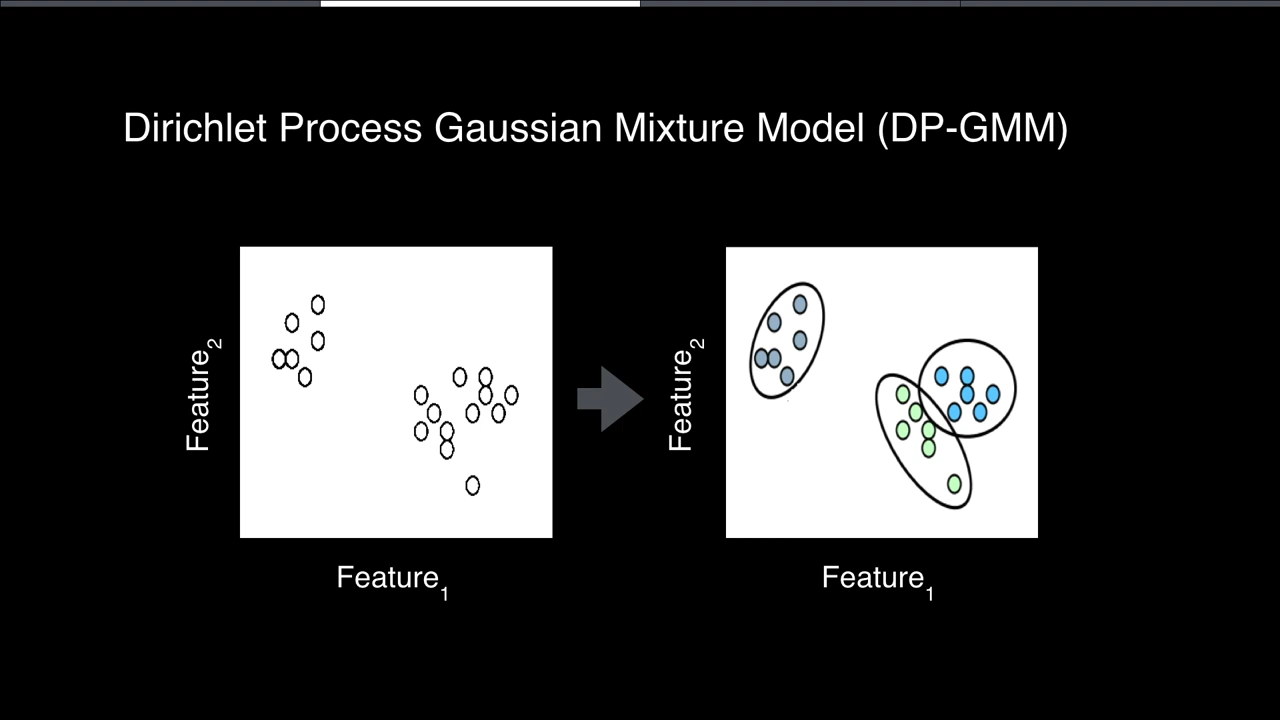 Dirichlet Process Gaussian Mixture Model (DP-GMM)
Feature₂
Feature₁
Feature₂
Feature₁